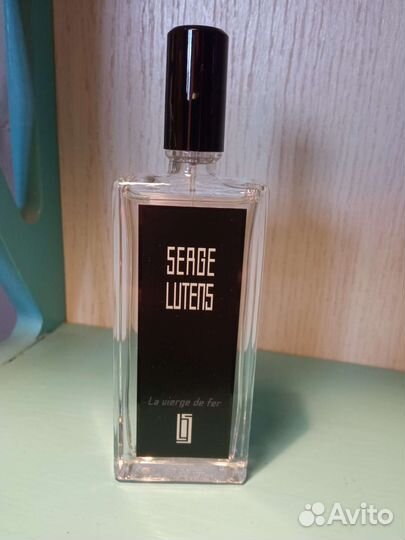 SERGE
LUTENS
La vierge de fer
Avito